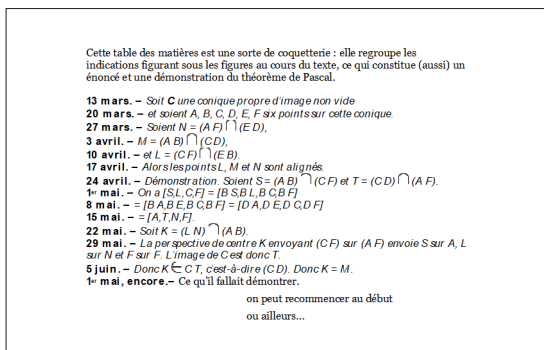 Cette table des matières est une sorte de coquetterie : elle regroupe les
indications figurant sous les figures au cours du texte, ce qui constitue (aussi) un
énoncé et une démonstration du théorème de Pascal.
13 mars. – Soit C une conique propre d'image non vide
20 mars. – et soient A, B, C, D, E, F six points sur cette conique.
27 mars. – Soient N = (A F) ⋂ (E D),
3 avril. – M = (A B) ⋂ (C D),
10 avril. – et L = (C F) ⋂ (E B).
17 avril. – Alors les points L, M et N sont alignés.
24 avril. – Démonstration. Soient S = (A B) ⋂ (C F) et T = (C D) ⋂ (A F).
1er mai. – On a [S,L,C,F] = [B S,B L,B C,B F]
8 mai. – = [B A,B E,B C,B F] = [D A,D E,D C,D F]
15 mai. – = [A,T,N,F].
22 mai. – Soit K = (L N) ⋂ (A B).
29 mai. – La perspective de centre K envoyant (C F) sur (A F) envoie S sur A, L
sur N et F sur F. L'image de C est donc T.
5 juin. – Donc K ∈ C T, c'est-à-dire (C D). Donc K = M.
1er mai, encore.– Ce qu'il fallait démontrer.
on peut recommencer au début
ou ailleurs…